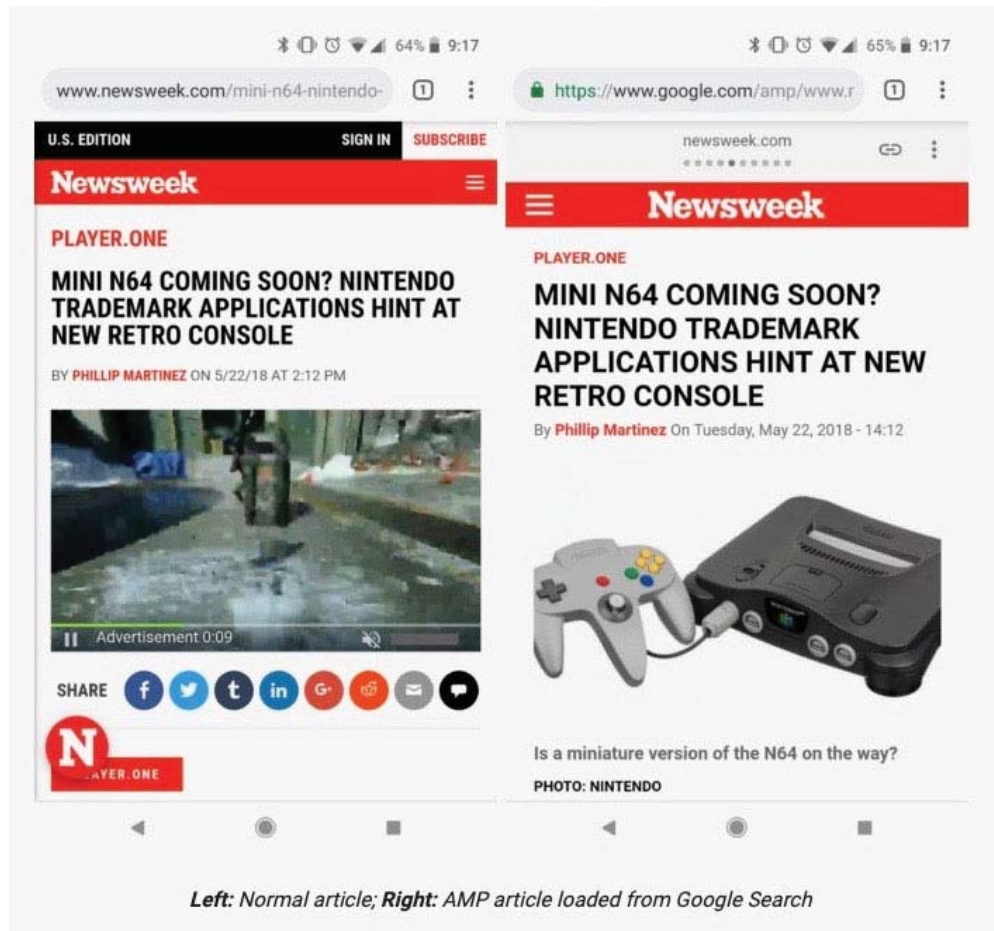 64% 9:17
www.newsweek.com/mini-n64-nintendo-
1
U.S. EDITION SIGN IN SUBSCRIBE
Newsweek
PLAYER.ONE
MINI N64 COMING SOON? NINTENDO
TRADEMARK APPLICATIONS HINT AT
NEW RETRO CONSOLE
BY PHILLIP MARTINEZ ON 5/22/18 AT 2:12 PM
Advertisement 0:09
SHARE f t in G+
N
AYER.ONE
65% 9:17
https://www.google.com/amp/www.r
1
newsweek.com
Newsweek
PLAYER.ONE
MINI N64 COMING SOON?
NINTENDO TRADEMARK
APPLICATIONS HINT AT NEW
RETRO CONSOLE
By Phillip Martinez On Tuesday, May 22, 2018 - 14:12
Is a miniature version of the N64 on the way?
PHOTO: NINTENDO
Left: Normal article; Right: AMP article loaded from Google Search